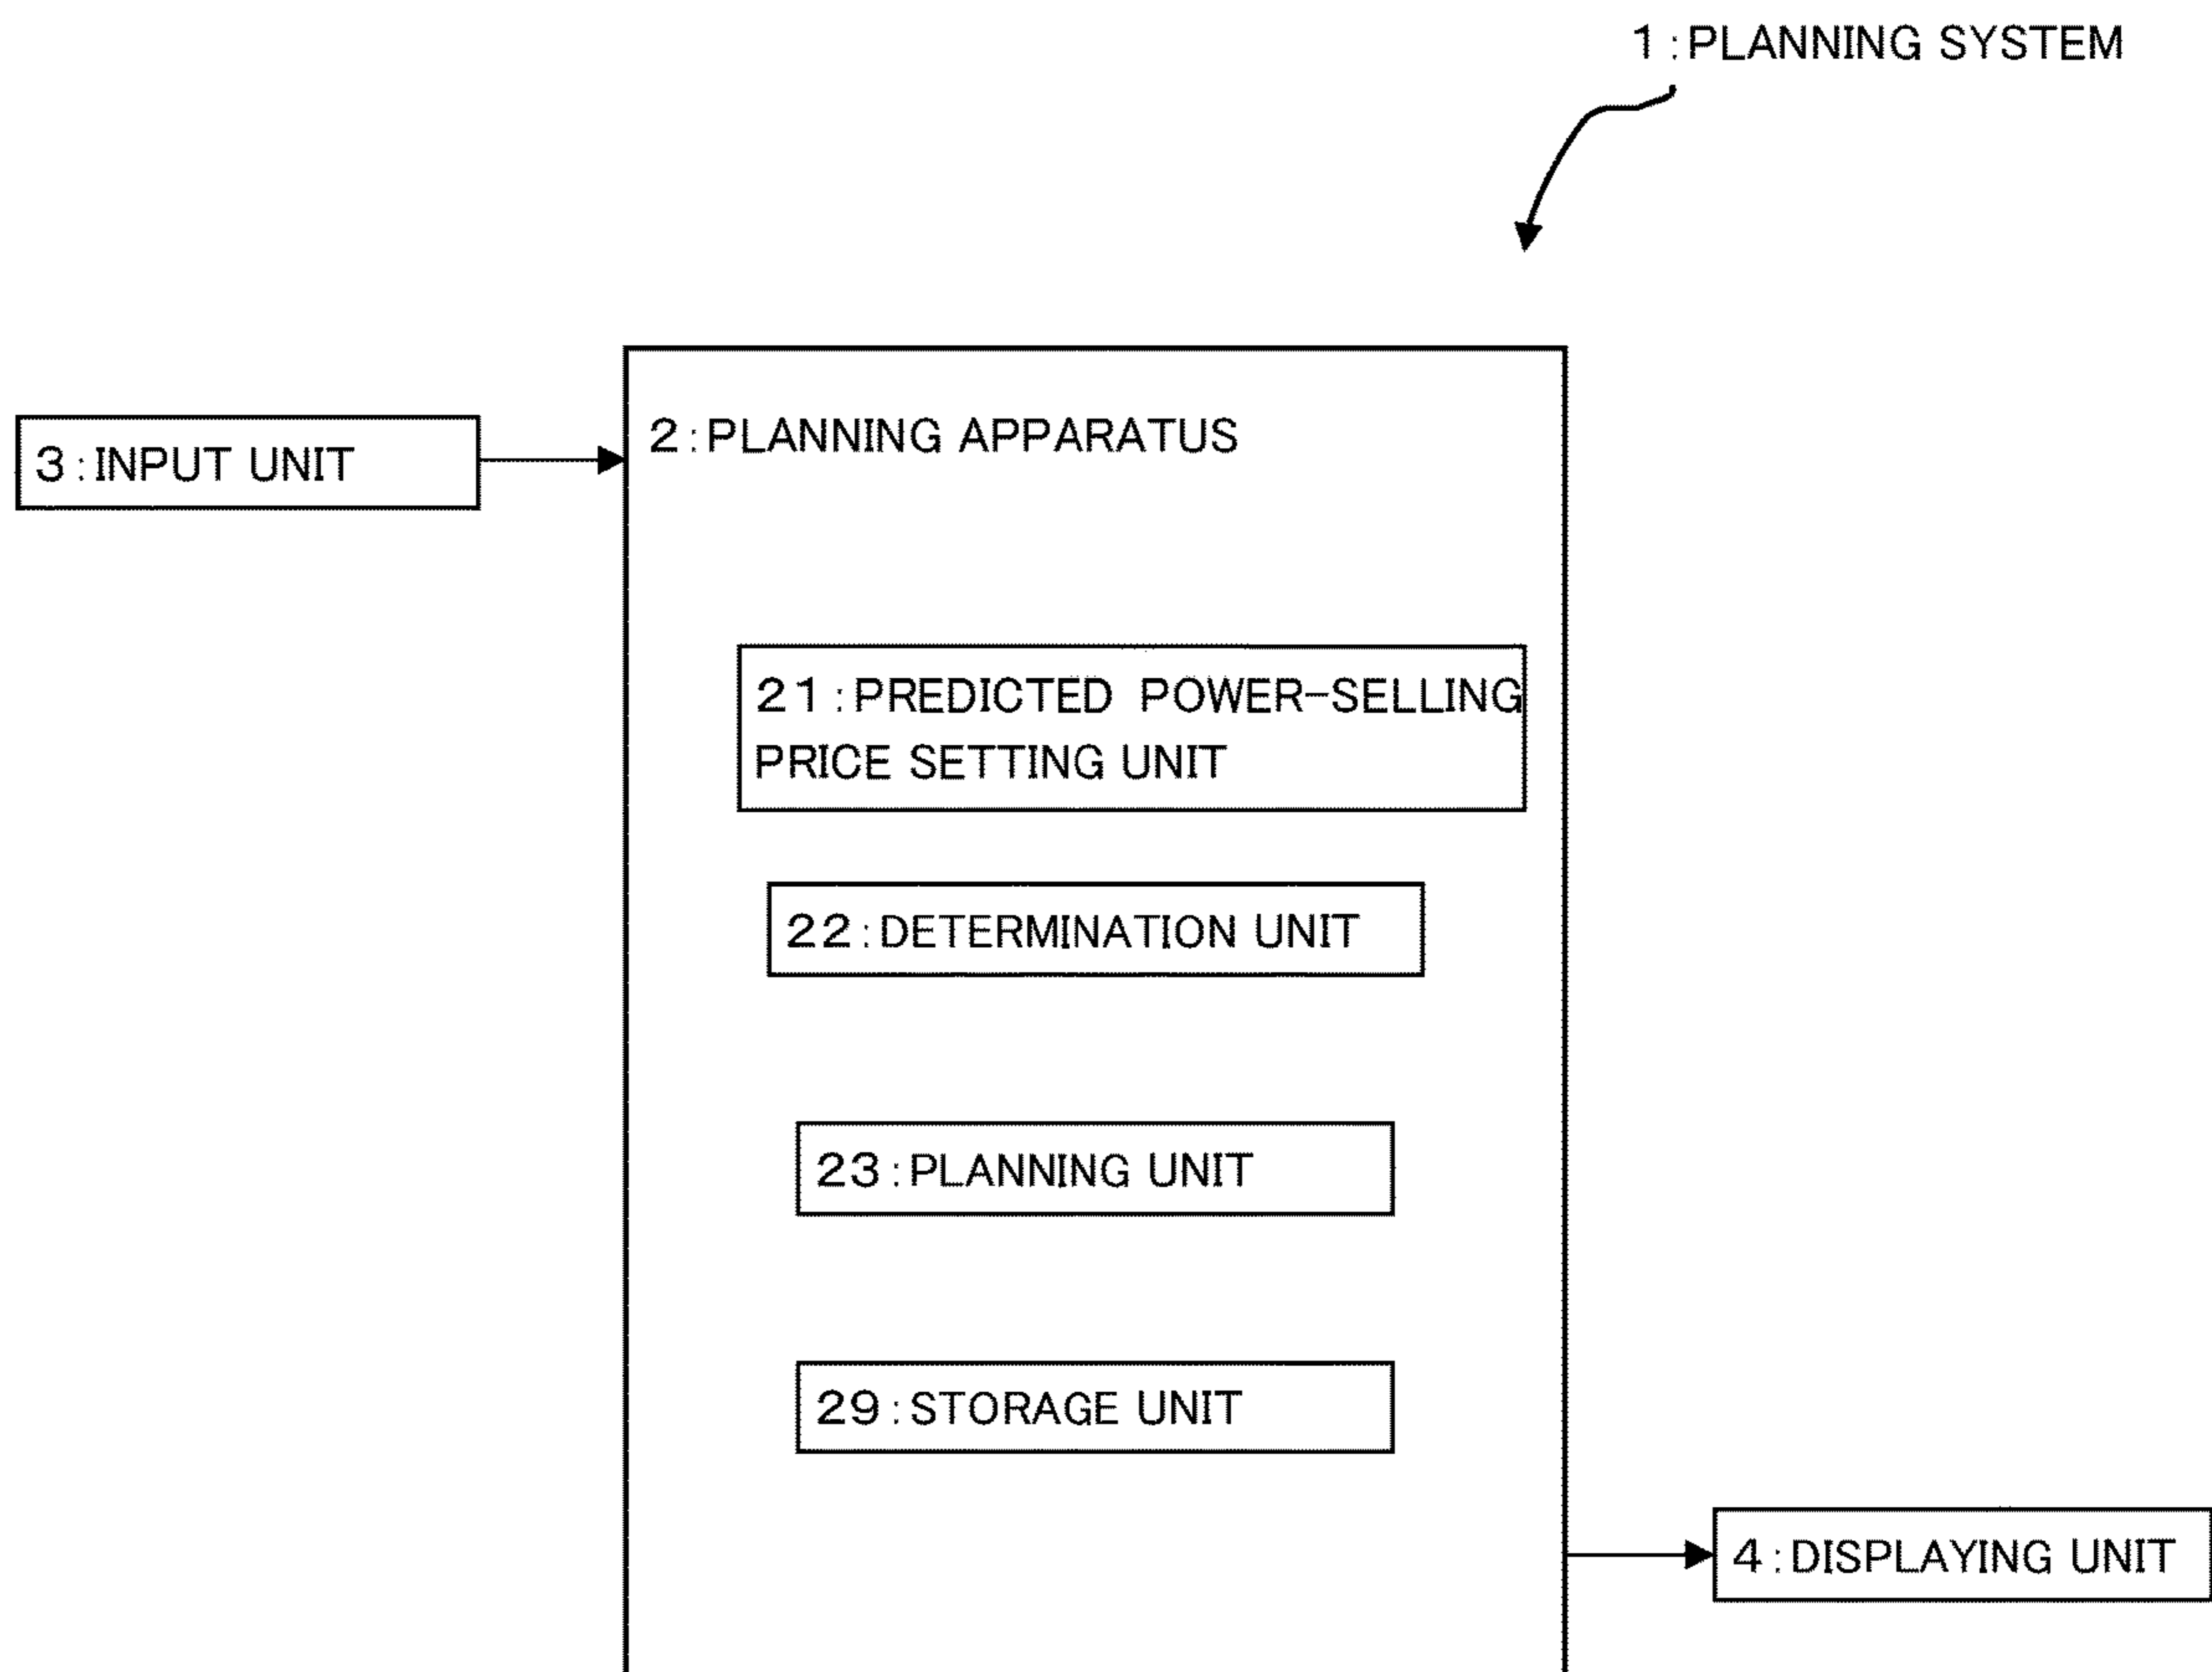 1:PLANNING SYSTEM
3:INPUT UNIT
2:PLANNING APPARATUS
21:PREDICTED POWER-SELLING
PRICE SETTING UNIT
22:DETERMINATION UNIT
23:PLANNING UNIT
29:STORAGE UNIT
4:DISPLAYING UNIT